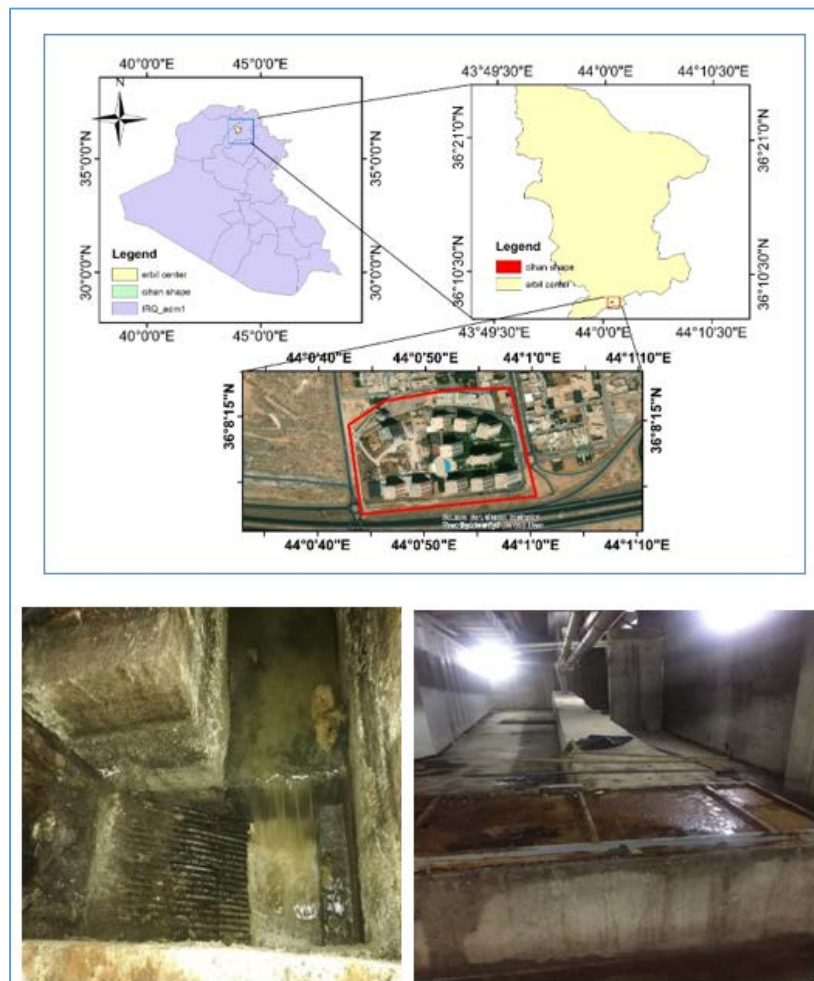 40°0'0"E 45°0'0"E
N
35°0'0"N
35°0'0"N
30°0'0"N
30°0'0"N
Legend
erbil center
cihan shape
IRQ_adm1
40°0'0"E 45°0'0"E
43°49'30"E 44°0'0"E 44°10'30"E
36°21'0"N
36°21'0"N
36°10'30"N
36°10'30"N
Legend
cihan shape
erbil center
43°49'30"E 44°0'0"E 44°10'30"E
44°0'40"E 44°0'50"E 44°1'0"E 44°1'10"E
36°8'15"N
36°8'15"N
44°0'40"E 44°0'50"E 44°1'0"E 44°1'10"E